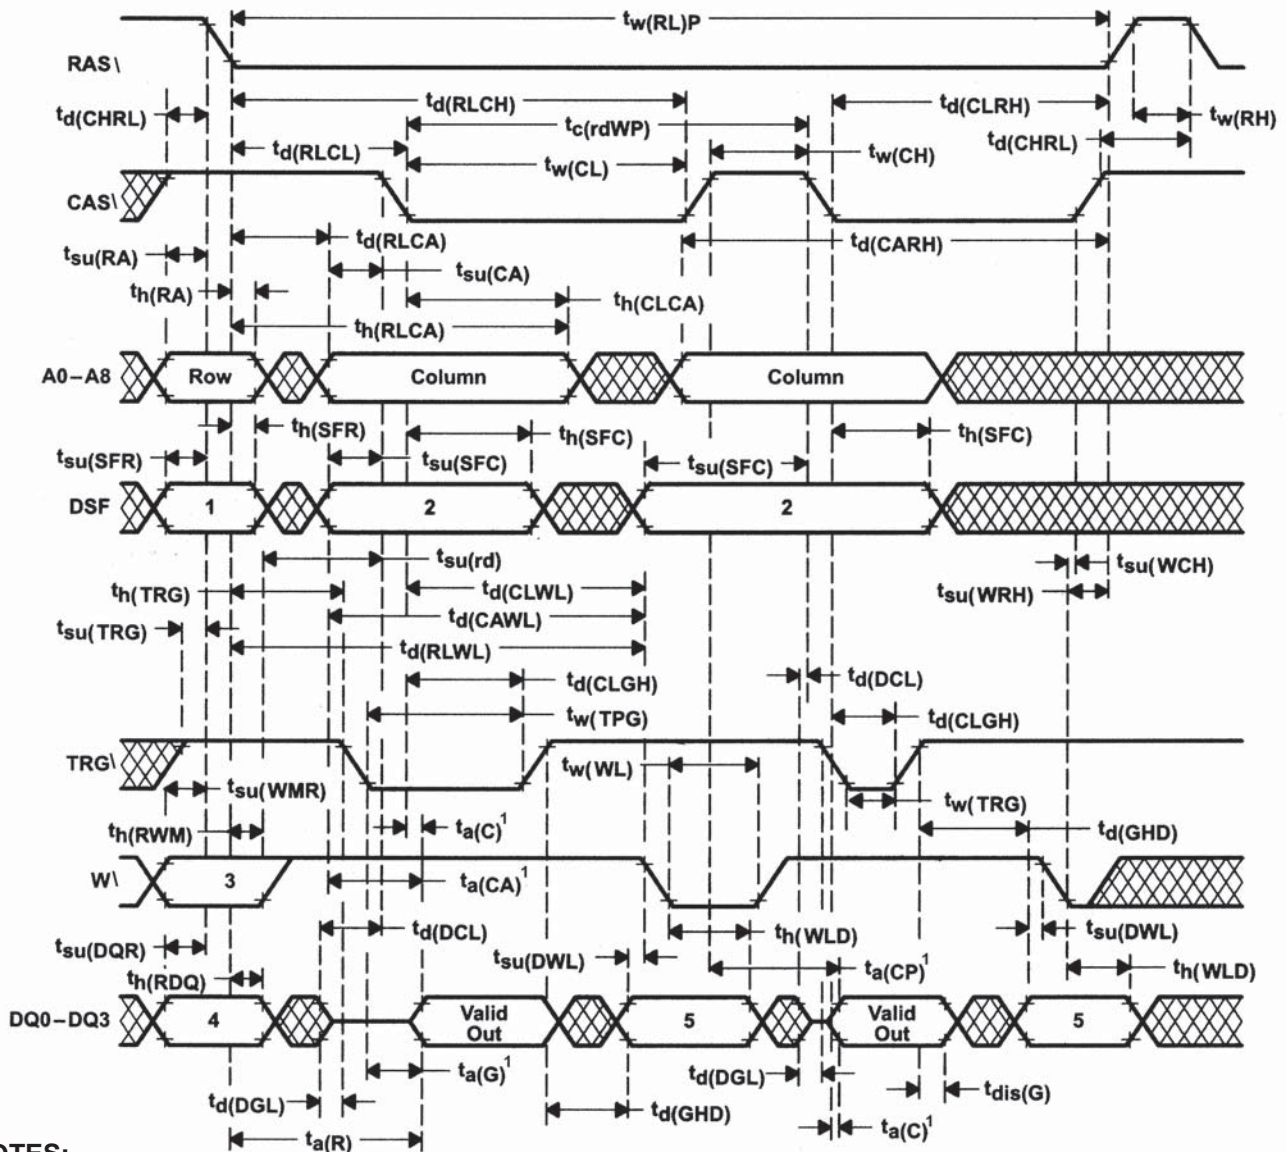 tw(RL)P
RAS\
td(CHRL)
td(RLCH)
td(CLRH)
tc(rdWP)
tw(RH)
td(CHRL)
td(RLCL)
tw(CH)
tw(CL)
CAS\
td(RLCA)
td(CARH)
tsu(RA)
tsu(CA)
th(RA)
th(CLCA)
th(RLCA)
A0–A8
Row
Column
Column
th(SFR)
th(SFC)
th(SFC)
tsu(SFR)
tsu(SFC)
tsu(SFC)
DSF
1
2
2
tsu(rd)
tsu(WCH)
th(TRG)
td(CLWL)
tsu(WRH)
td(CAWL)
tsu(TRG)
td(RLWL)
td(CLGH)
td(DCL)
tw(TPG)
td(CLGH)
TRG\
tw(WL)
tsu(WMR)
tw(TRG)
th(RWM)
ta(C)1
td(GHD)
W\
3
ta(CA)1
td(DCL)
th(WLD)
tsu(DWL)
tsu(DQR)
tsu(DWL)
ta(CP)1
th(WLD)
th(RDQ)
DQ0–DQ3
4
Valid
Out
5
Valid
Out
5
ta(G)1
td(DGL)
td(DGL)
td(GHD)
tdis(G)
ta(C)1
ta(R)